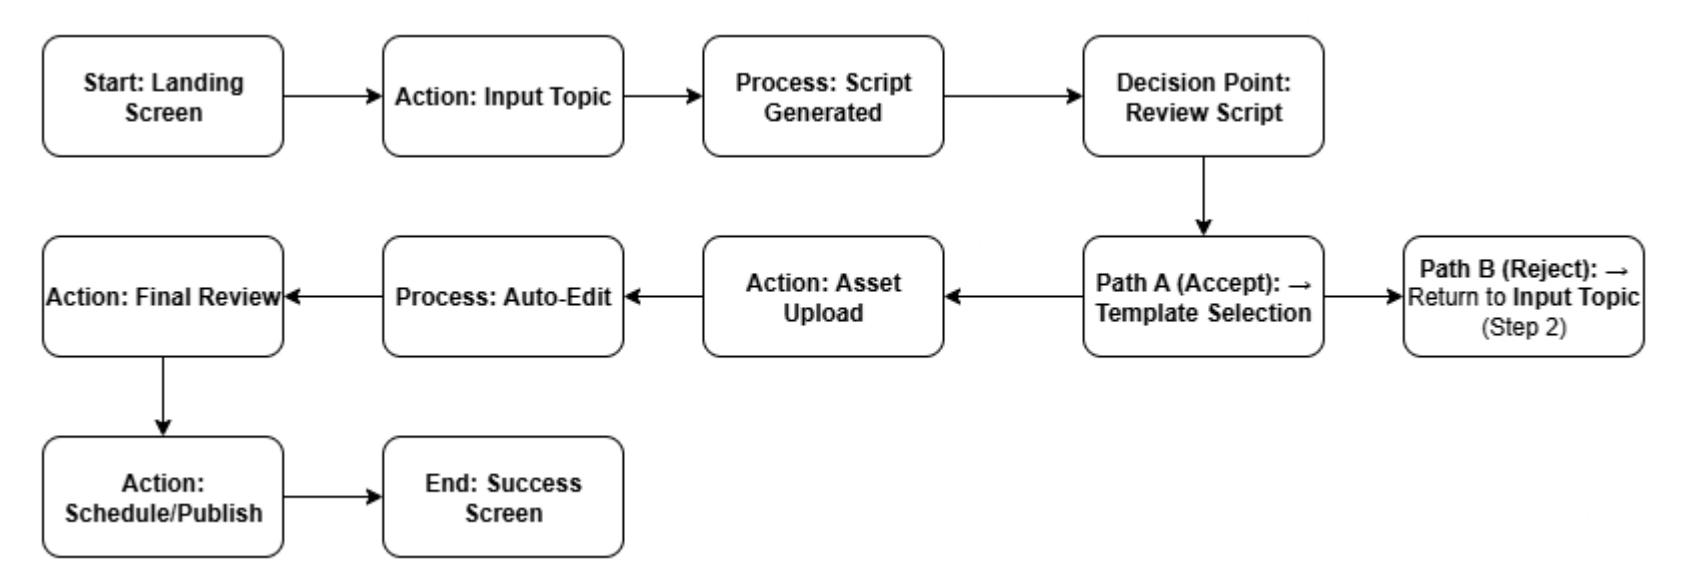 Start: Landing
Screen
Action: Input Topic
Process: Script
Generated
Decision Point:
Review Script
Action: Final Review
Process: Auto-Edit
Action: Asset
Upload
Path A (Accept): →
Template Selection
Path B (Reject): →
Return to Input Topic
(Step 2)
Action:
Schedule/Publish
End: Success
Screen